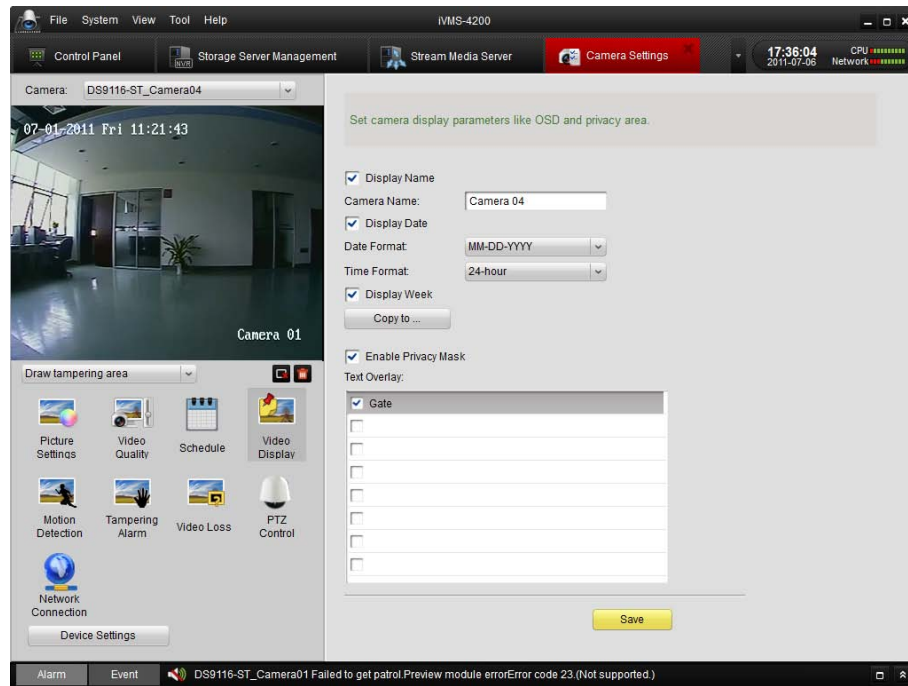 File System View Tool Help iVMS-4200
Control Panel Storage Server Management Stream Media Server Camera Settings 17:36:04 CPU
NVR 2011-07-06 Network
Camera: DS9116-ST_Camera04
07-01-2011 Fri 11:21:43
Camera 01
Draw tampering area
Picture Settings
Video Quality
Schedule
Video Display
Motion Detection
Tampering Alarm
Video Loss
PTZ Control
Network Connection
Device Settings
Set camera display parameters like OSD and privacy area.
Display Name
Camera Name: Camera 04
Display Date
Date Format: MM-DD-YYYY
Time Format: 24-hour
Display Week
Copy to ...
Enable Privacy Mask
Text Overlay:
Gate
Save
Alarm Event DS9116-ST_Camera01 Failed to get patrol.Preview module errorError code 23.(Not supported.)